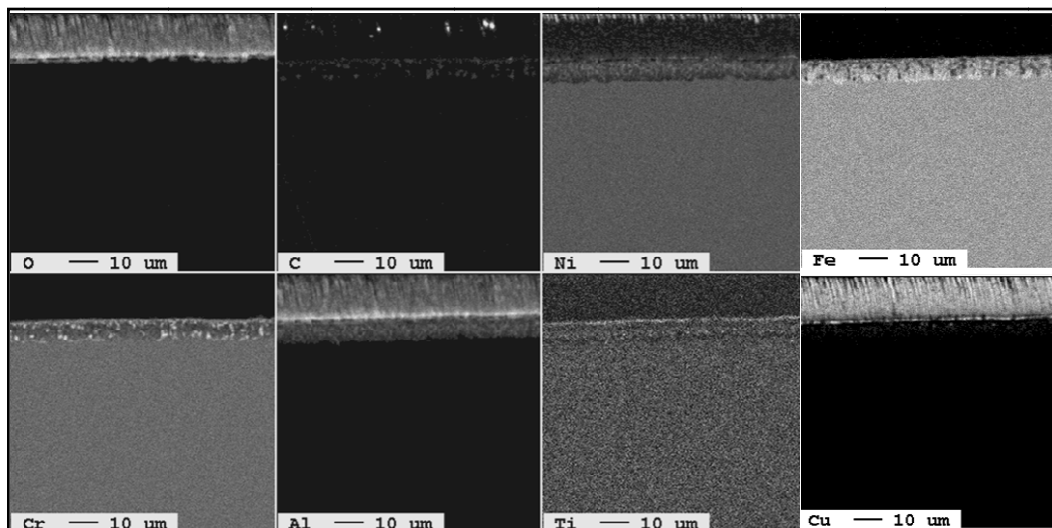 O — 10 um
C — 10 um
Ni — 10 um
Fe — 10 um
Cr — 10 um
Al — 10 um
Ti — 10 um
Cu — 10 um